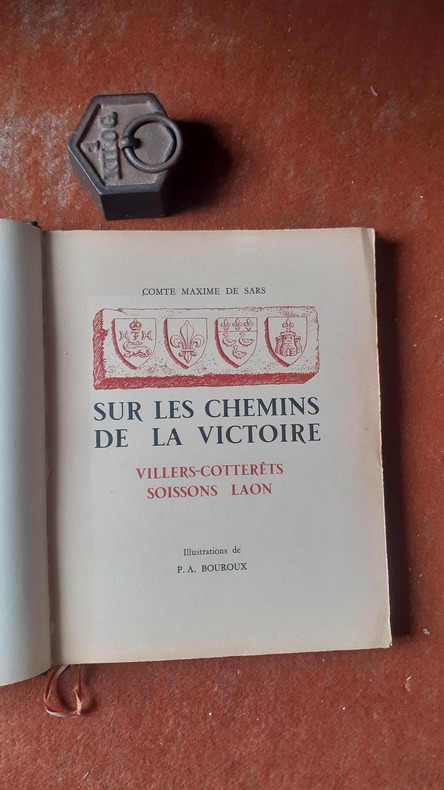 COMTE MAXIME DE SARS
SUR LES CHEMINS
DE LA VICTOIRE
VILLERS-COTTERÊTS
SOISSONS LAON
Illustrations de
P. A. BOUROUX